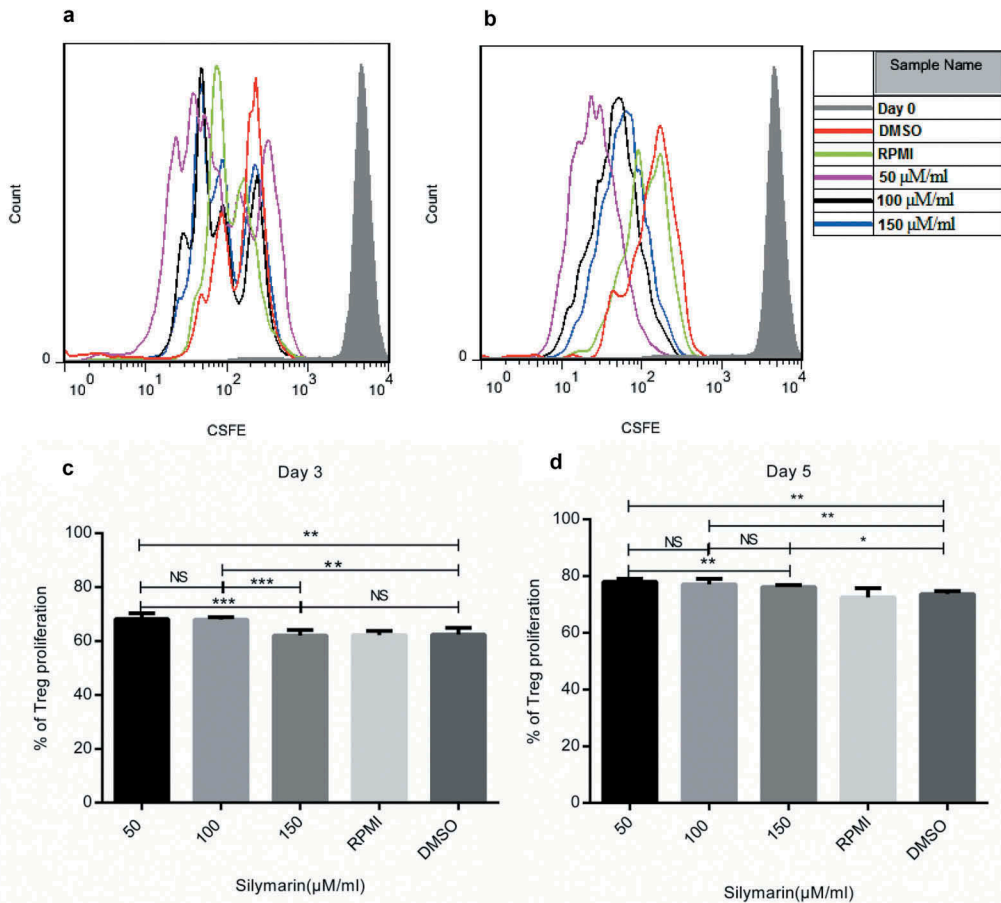 a
b
Count
0
10⁰
10¹
10²
10³
10⁴
CSFE
Count
0
10⁰
10¹
10²
10³
10⁴
CSFE
Sample Name
Day 0
DMSO
RPMI
50 µM/ml
100 µM/ml
150 µM/ml
c
Day 3
% of Treg proliferation
100
80
60
40
20
0
**
NS
**
***
***
NS
50
100
150
RPMI
DMSO
Silymarin(µM/ml)
d
Day 5
% of Treg proliferation
100
80
60
40
20
0
**
**
NS
NS
*
**
50
100
150
RPMI
DMSO
Silymarin(µM/ml)